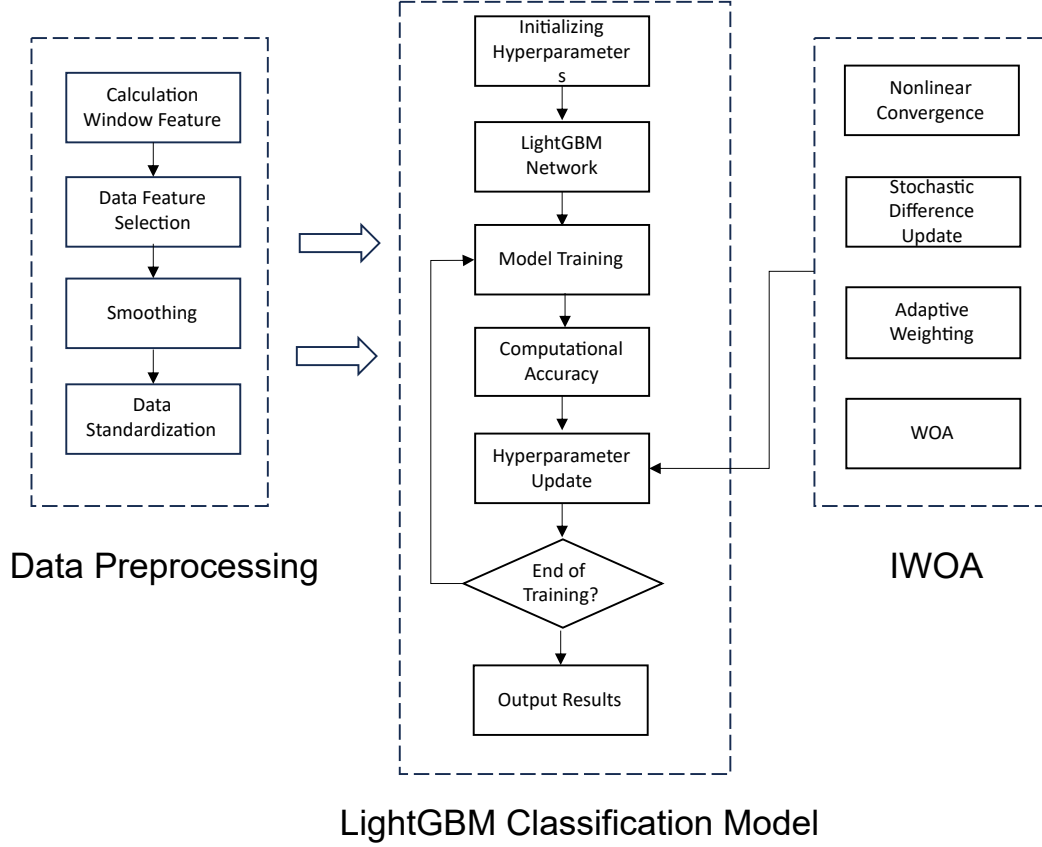 Calculation
Window Feature
Data Feature
Selection
Smoothing
Data
Standardization
Data Preprocessing
Initializing
Hyperparameter
s
LightGBM
Network
Model Training
Computational
Accuracy
Hyperparameter
Update
End of
Training?
Output Results
LightGBM Classification Model
Nonlinear
Convergence
Stochastic
Difference
Update
Adaptive
Weighting
WOA
IWOA